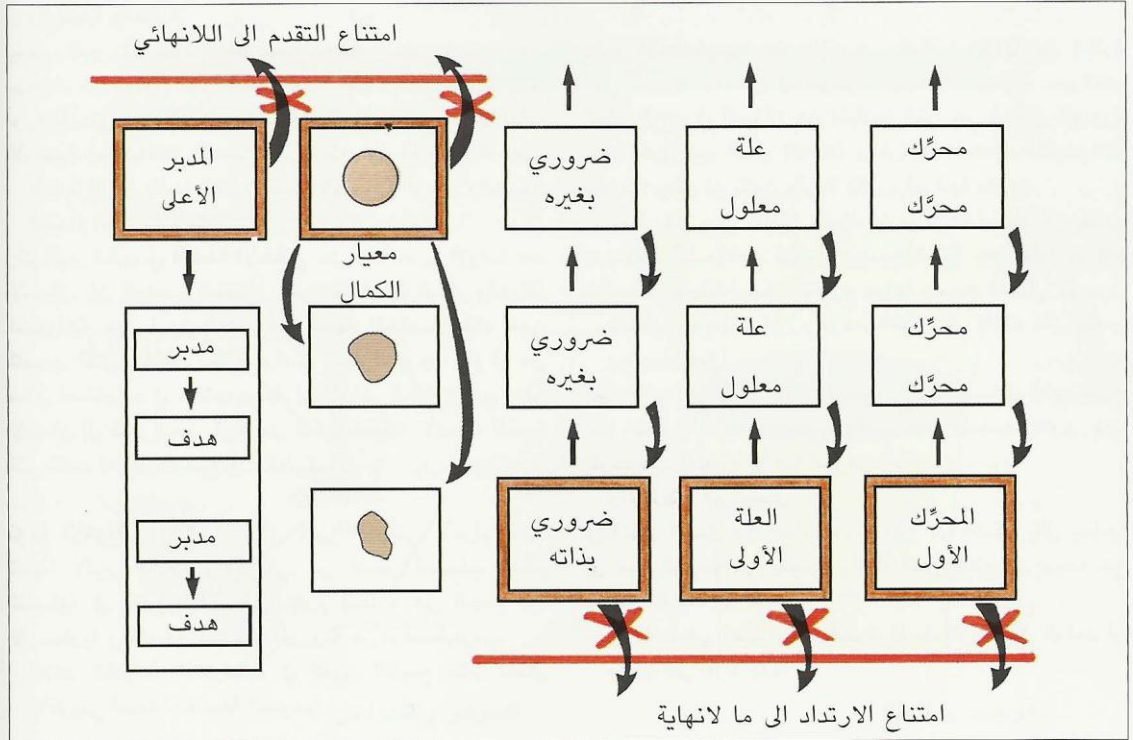 امتناع التقدم الى اللانهائي
محرِّك
محرَّك
علة
معلول
ضروري
بغيره
المدبر
الأعلى
معيار
الكمال
محرِّك
محرَّك
علة
معلول
ضروري
بغيره
مدبر
هدف
المحرِّك
الأول
العلة
الأولى
ضروري
بذاته
مدبر
هدف
امتناع الارتداد الى ما لانهاية